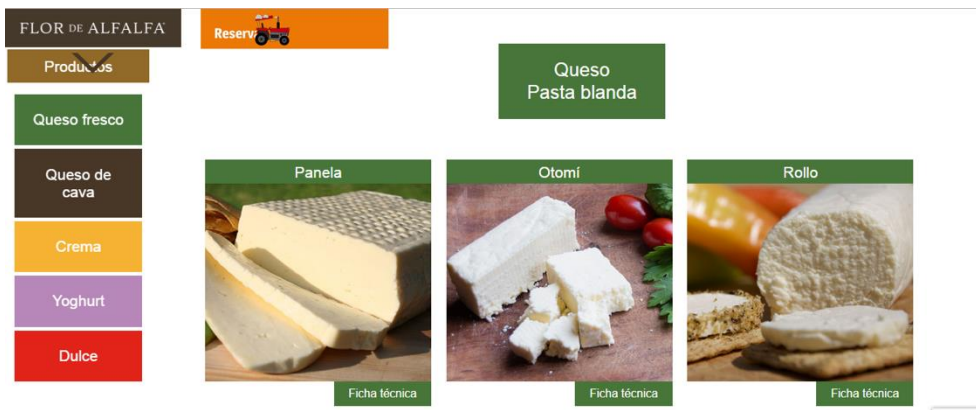 FLOR DE ALFALFA
Productos
Queso fresco
Queso de
cava
Crema
Yoghurt
Dulce
Queso
Pasta blanda
Panela
Otomí
Rollo
Ficha técnica
Ficha técnica
Ficha técnica